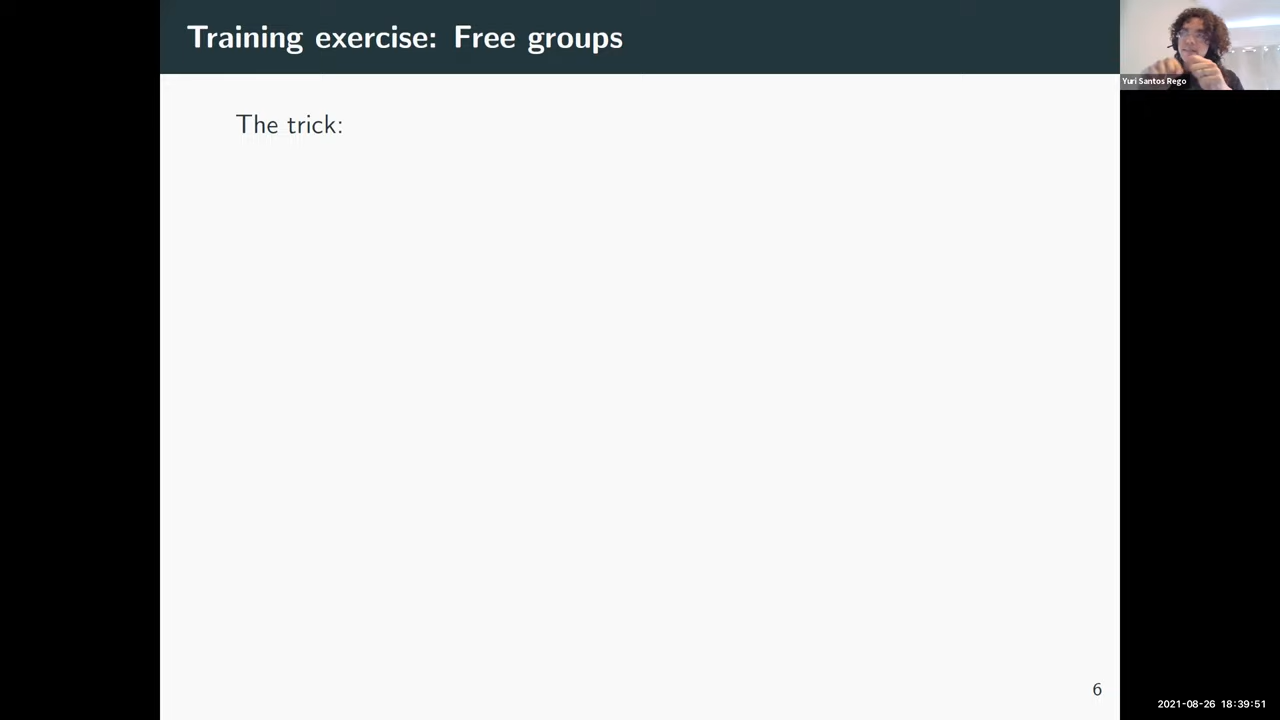 Training exercise: Free groups
Yuri Santos Rego
The trick:
6
2021-08-26 18:39:51